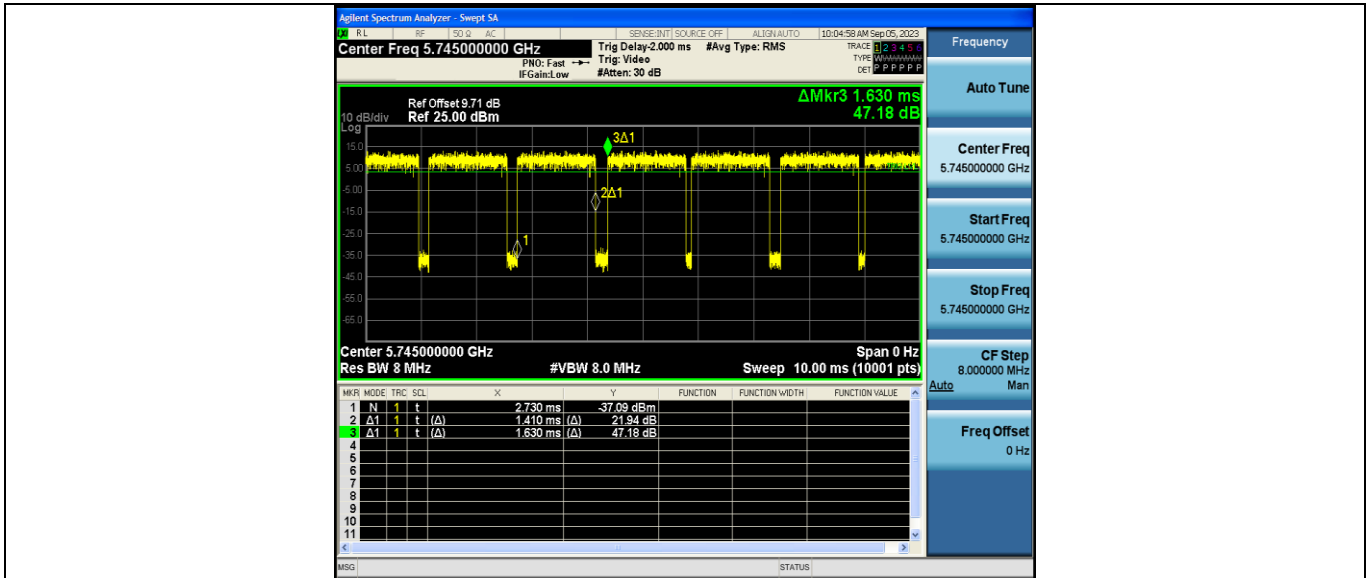 Agilent Spectrum Analyzer - Swept SA
LXI RL RF 50 Ω AC SENSE:INT SOURCE OFF ALIGN AUTO 10:04:58 AM Sep 05, 2023
Center Freq 5.745000000 GHz
PNO: Fast
IFGain:Low
Trig Delay-2.000 ms #Avg Type: RMS
Trig: Video
#Atten: 30 dB
TRACE 1 2 3 4 5 6
TYPE WWWWWW
DET P P P P P P
ΔMkr3 1.630 ms
47.18 dB
Ref Offset 9.71 dB
10 dB/div Ref 25.00 dBm
Log
15.0
5.00
-5.00
-15.0
-25.0
-35.0
-45.0
-55.0
-65.0
3Δ1
2Δ1
1
Center 5.745000000 GHz Span 0 Hz
Res BW 8 MHz #VBW 8.0 MHz Sweep 10.00 ms (10001 pts)
MKR MODE TRC SCL X Y FUNCTION FUNCTION WIDTH FUNCTION VALUE
1 N 1 t 2.730 ms -37.09 dBm
2 Δ1 1 t (Δ) 1.410 ms (Δ) 21.94 dB
3 Δ1 1 t (Δ) 1.630 ms (Δ) 47.18 dB
4
5
6
7
8
9
10
11
MSG STATUS
Frequency
Auto Tune
Center Freq
5.745000000 GHz
Start Freq
5.745000000 GHz
Stop Freq
5.745000000 GHz
CF Step
8.000000 MHz
Auto Man
Freq Offset
0 Hz